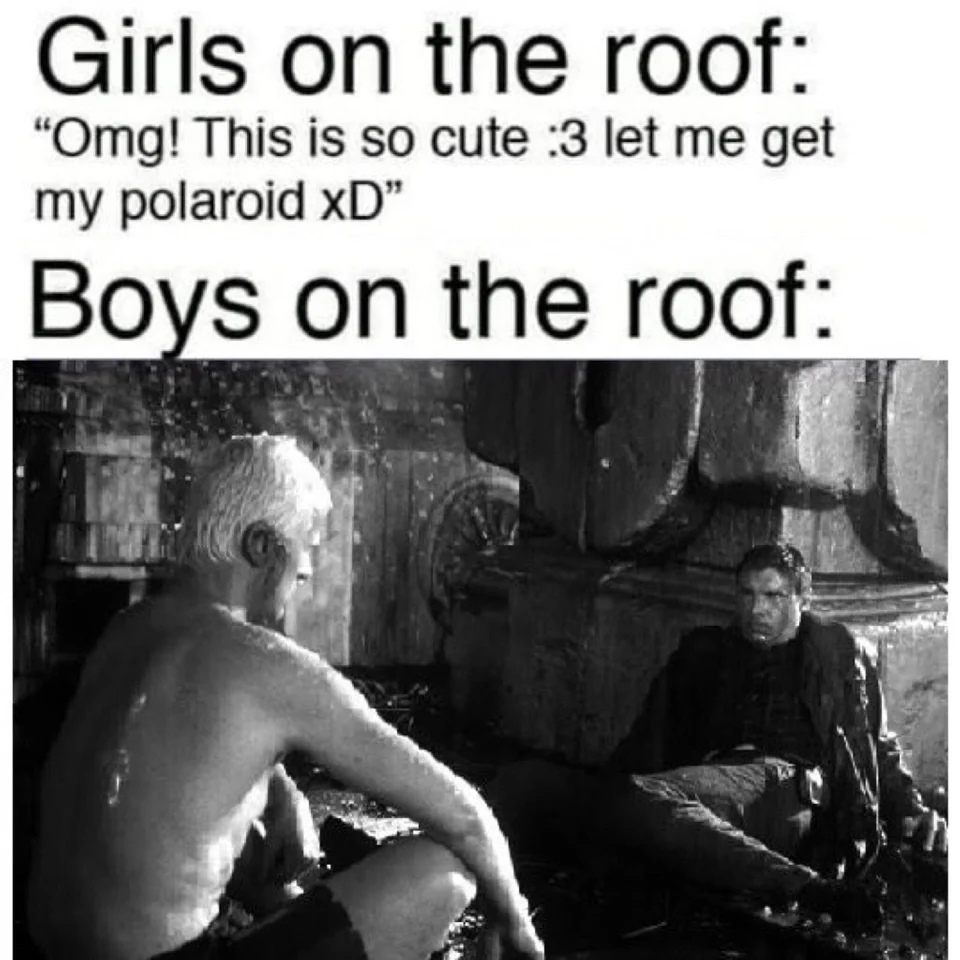 Girls on the roof:
“Omg! This is so cute :3 let me get
my polaroid xD”
Boys on the roof: